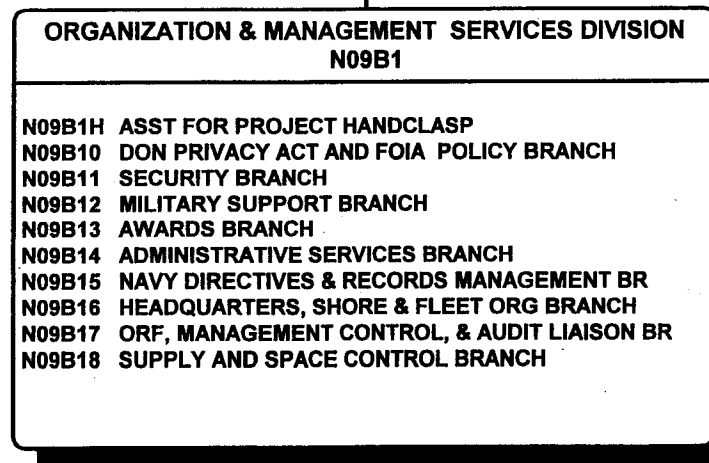 ORGANIZATION & MANAGEMENT SERVICES DIVISION
N09B1
N09B1H ASST FOR PROJECT HANDCLASP
N09B10 DON PRIVACY ACT AND FOIA POLICY BRANCH
N09B11 SECURITY BRANCH
N09B12 MILITARY SUPPORT BRANCH
N09B13 AWARDS BRANCH
N09B14 ADMINISTRATIVE SERVICES BRANCH
N09B15 NAVY DIRECTIVES & RECORDS MANAGEMENT BR
N09B16 HEADQUARTERS, SHORE & FLEET ORG BRANCH
N09B17 ORF, MANAGEMENT CONTROL, & AUDIT LIAISON BR
N09B18 SUPPLY AND SPACE CONTROL BRANCH